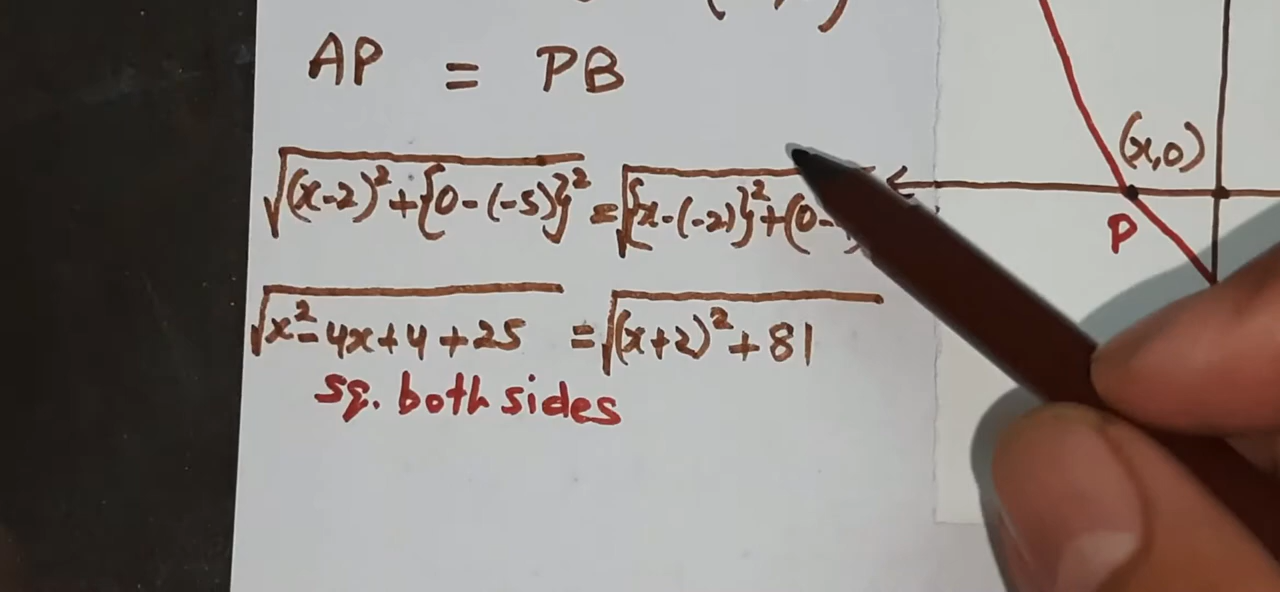 AP = PB
√(x-2)²+{0-(-5)}² = √{x-(-2)}²+(0-
√x²-4x+4+25 = √(x+2)²+81
sq. both sides
(x,0)
P